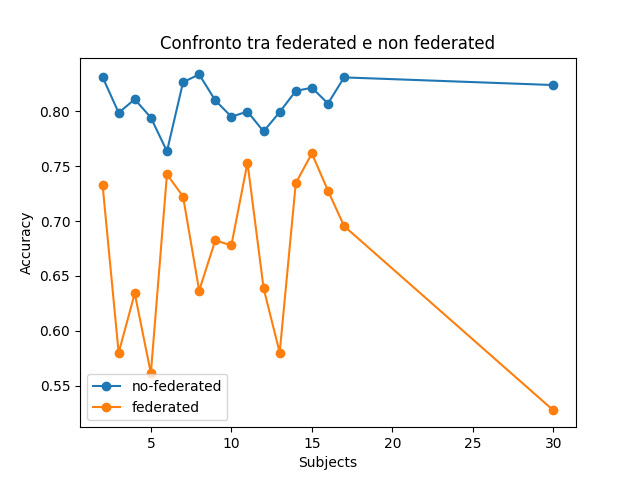 Confronto tra federated e non federated
Accuracy
0.80
0.75
0.70
0.65
0.60
0.55
no-federated
federated
5 10 15 20 25 30
Subjects